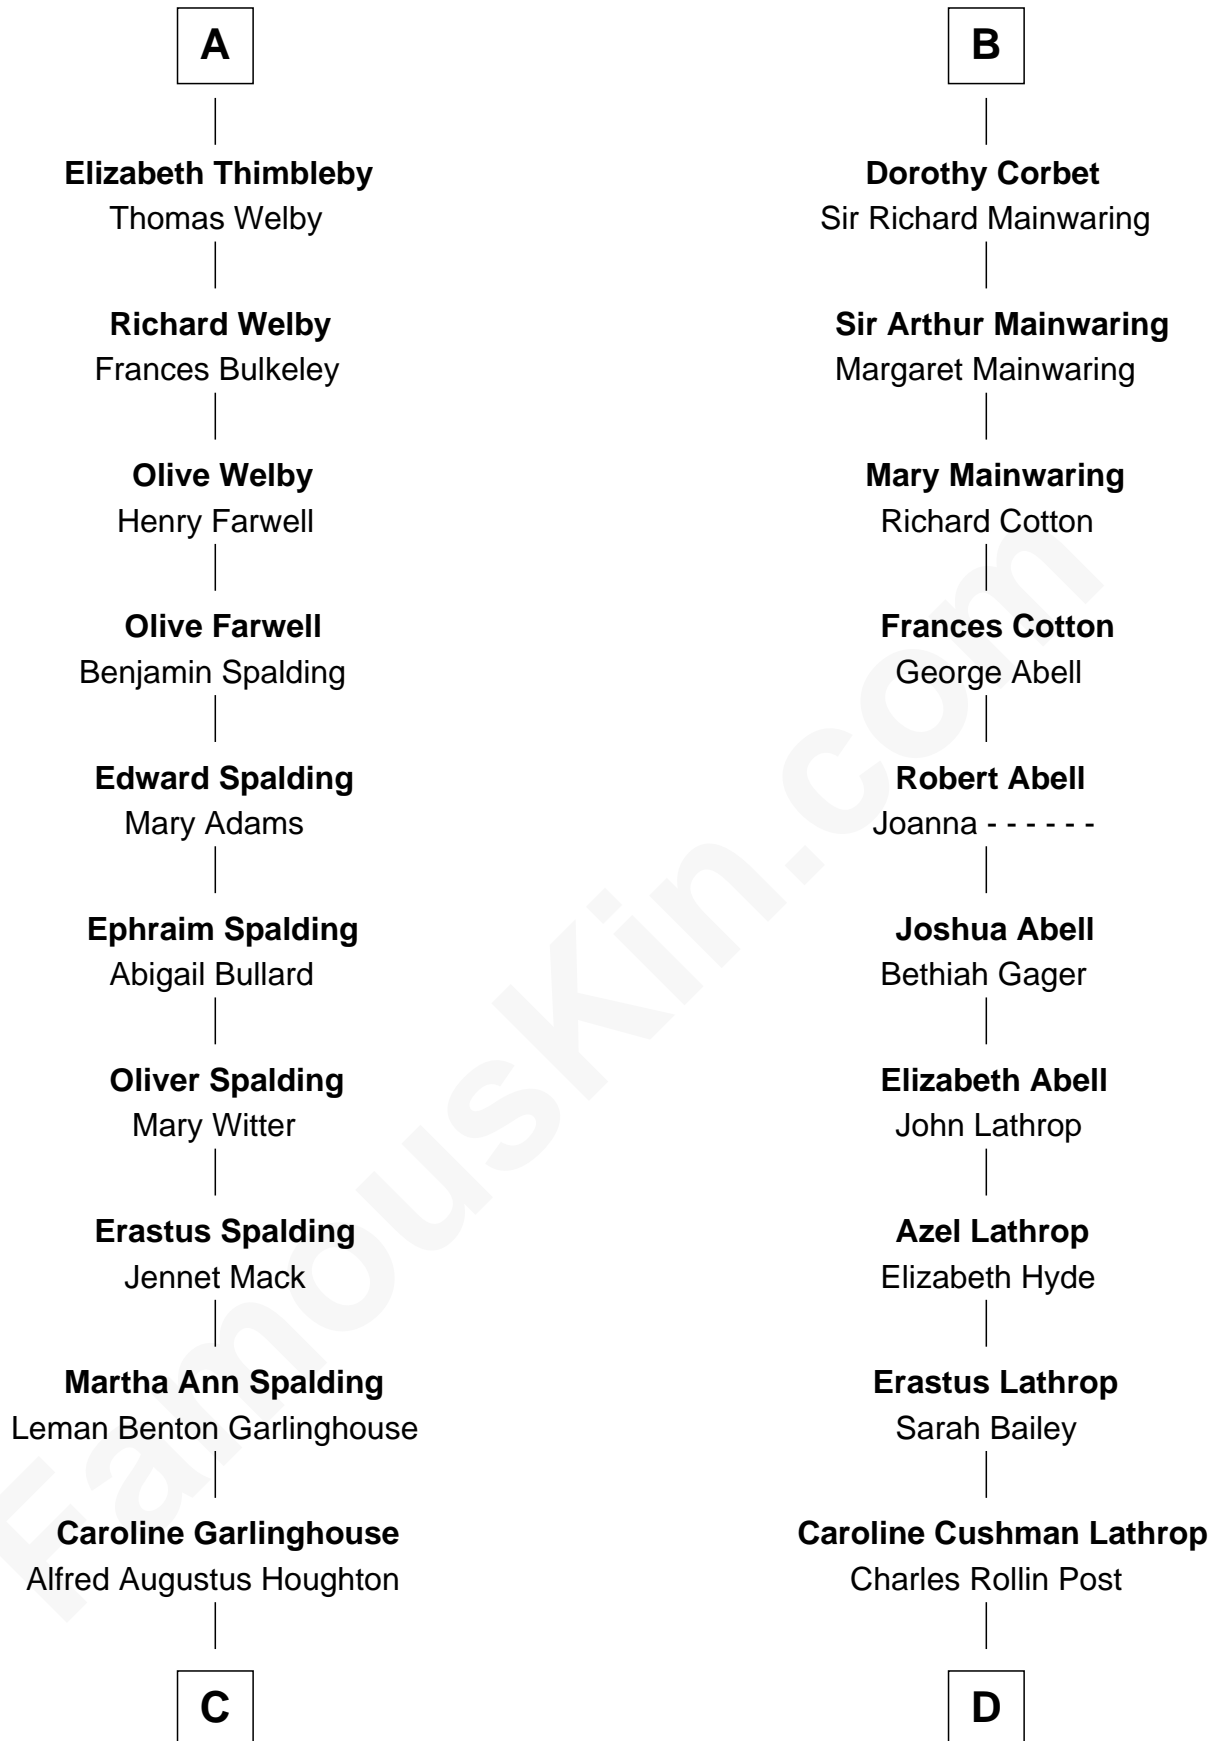 A
Elizabeth Thimbleby
Thomas Welby
Richard Welby
Frances Bulkeley
Olive Welby
Henry Farwell
Olive Farwell
Benjamin Spalding
Edward Spalding
Mary Adams
Ephraim Spalding
Abigail Bullard
Oliver Spalding
Mary Witter
Erastus Spalding
Jennet Mack
Martha Ann Spalding
Leman Benton Garlinghouse
Caroline Garlinghouse
Alfred Augustus Houghton
C
B
Dorothy Corbet
Sir Richard Mainwaring
Sir Arthur Mainwaring
Margaret Mainwaring
Mary Mainwaring
Richard Cotton
Frances Cotton
George Abell
Robert Abell
Joanna - - - - - -
Joshua Abell
Bethiah Gager
Elizabeth Abell
John Lathrop
Azel Lathrop
Elizabeth Hyde
Erastus Lathrop
Sarah Bailey
Caroline Cushman Lathrop
Charles Rollin Post
D
FamousKin.com